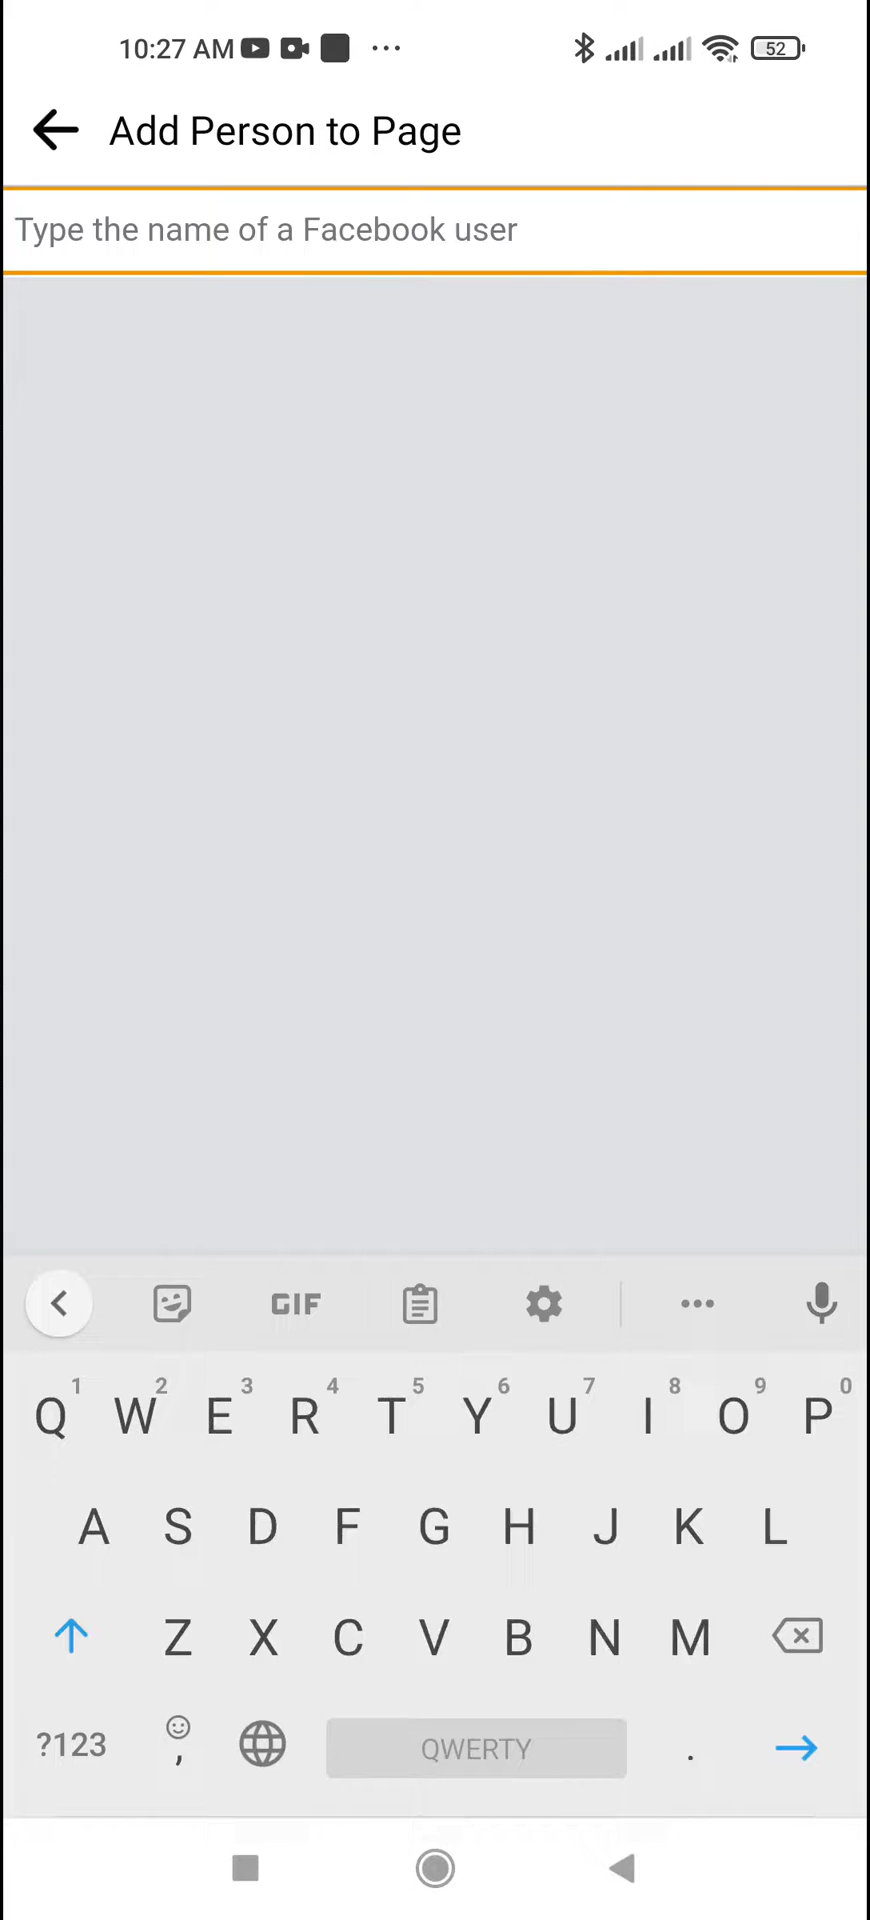 10:27 AM 52
Add Person to Page
Type the name of a Facebook user
GIF
1 2 3 4 5 6 7 8 9 0
Q W E R T Y U I O P
A S D F G H J K L
Z X C V B N M
?123 , QWERTY .